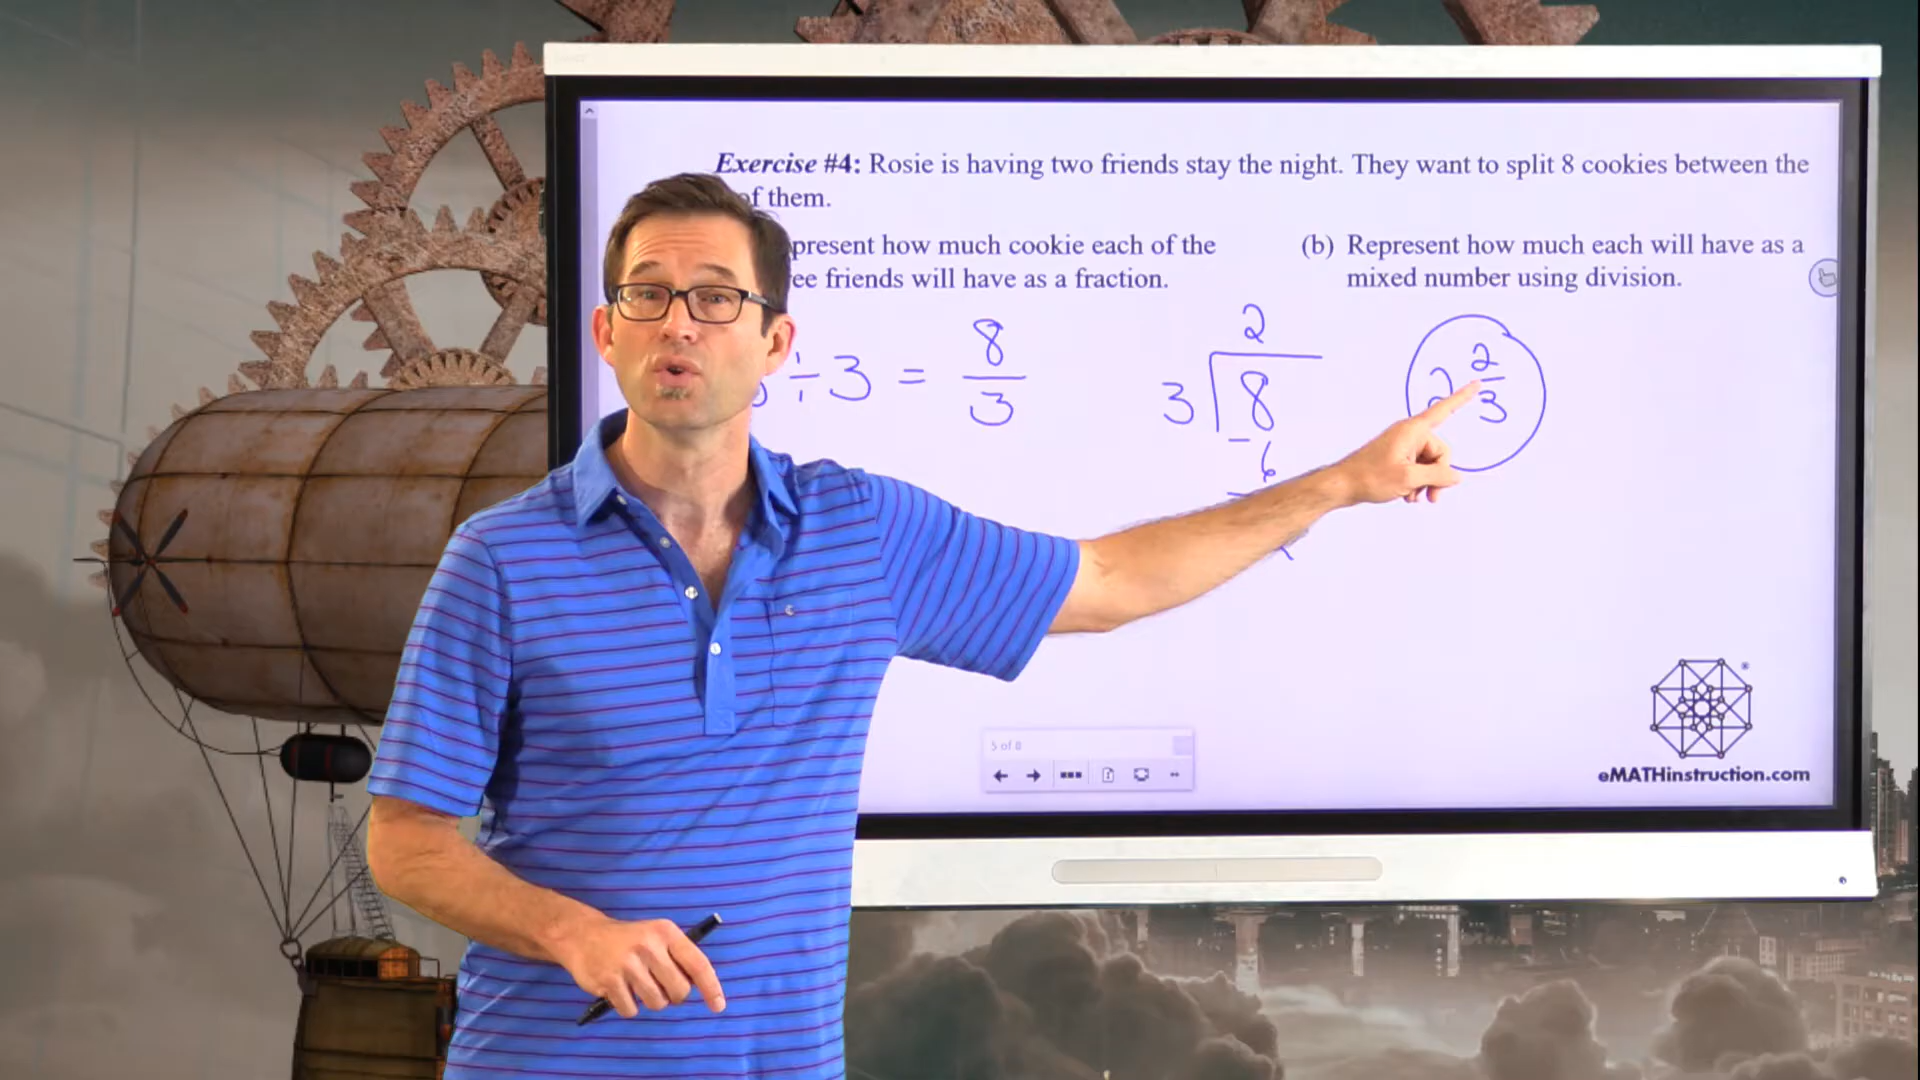 Exercise #4: Rosie is having two friends stay the night. They want to split 8 cookies between the
of them.
present how much cookie each of the
ee friends will have as a fraction.
(b) Represent how much each will have as a
mixed number using division.
÷ 3 = 8/3
2
3 8
- 6
2 2/3
5 of 8
eMATHinstruction.com